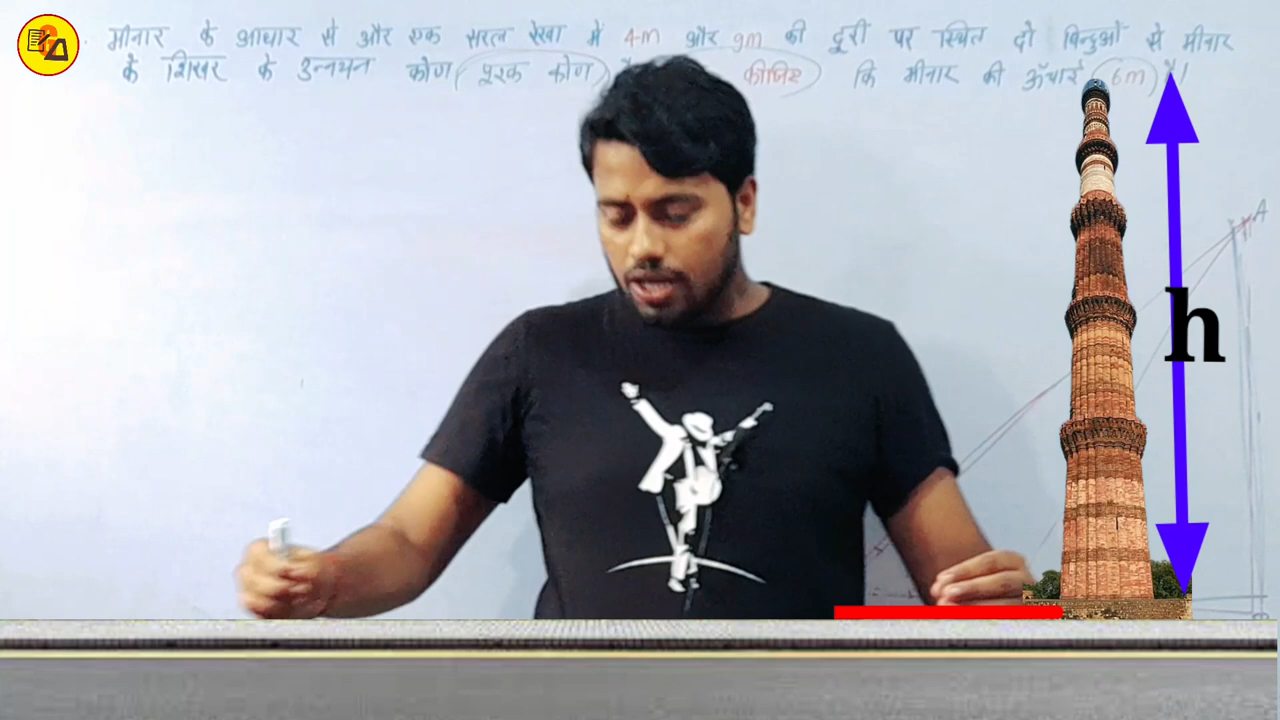 मीनार के आधार से और एक सरल रेखा में 4m और 9m की दूरी पर स्थित दो बिन्दुओं से मीनार
के शिखर के उन्नयन कोण (पूरक कोण) कीजिए) कि मीनार की ऊँचाई (6m) है।
A
h